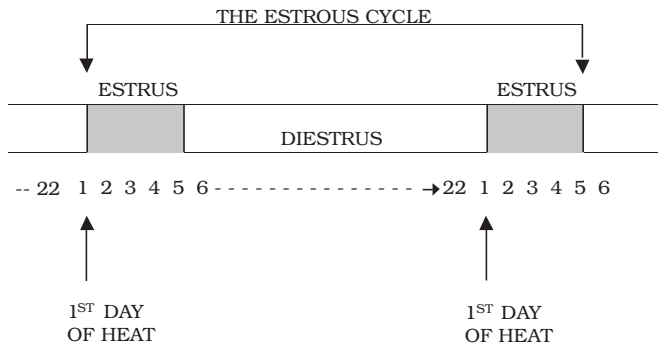 THE ESTROUS CYCLE
ESTRUS
ESTRUS
DIESTRUS
-- 22 1 2 3 4 5 6 - - - - - - - - - - - - - - - - - - → 22 1 2 3 4 5 6
1ST DAY
OF HEAT
1ST DAY
OF HEAT